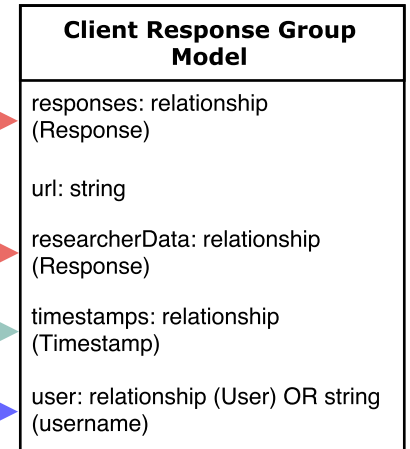 Client Response Group
Model
responses: relationship
(Response)
url: string
researcherData: relationship
(Response)
timestamps: relationship
(Timestamp)
user: relationship (User) OR string
(username)